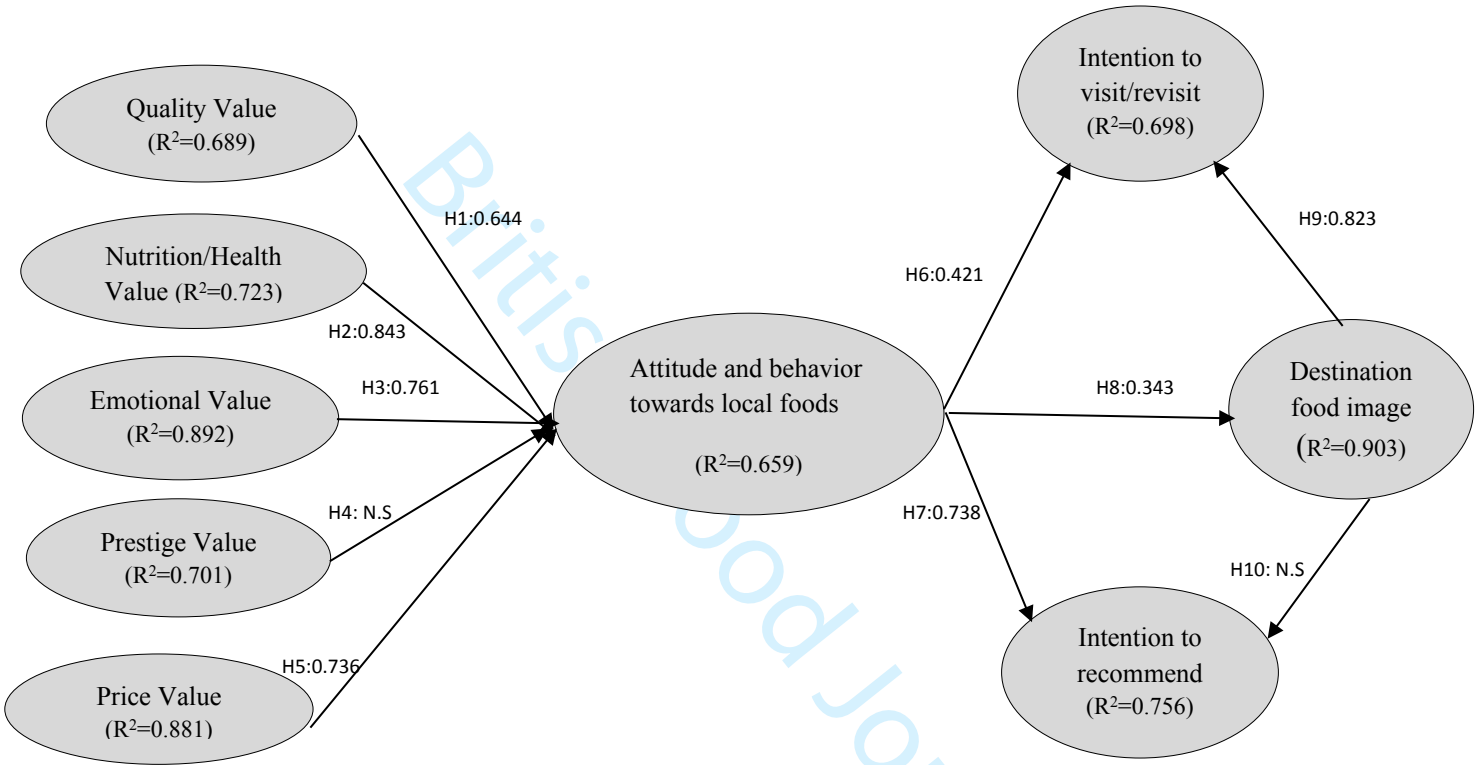 Quality Value
(R²=0.689)
Nutrition/Health
Value (R²=0.723)
Emotional Value
(R²=0.892)
Prestige Value
(R²=0.701)
Price Value
(R²=0.881)
H1:0.644
H2:0.843
H3:0.761
H4: N.S
H5:0.736
Attitude and behavior
towards local foods
(R²=0.659)
H6:0.421
H8:0.343
H7:0.738
Intention to
visit/revisit
(R²=0.698)
H9:0.823
Destination
food image
(R²=0.903)
H10: N.S
Intention to
recommend
(R²=0.756)